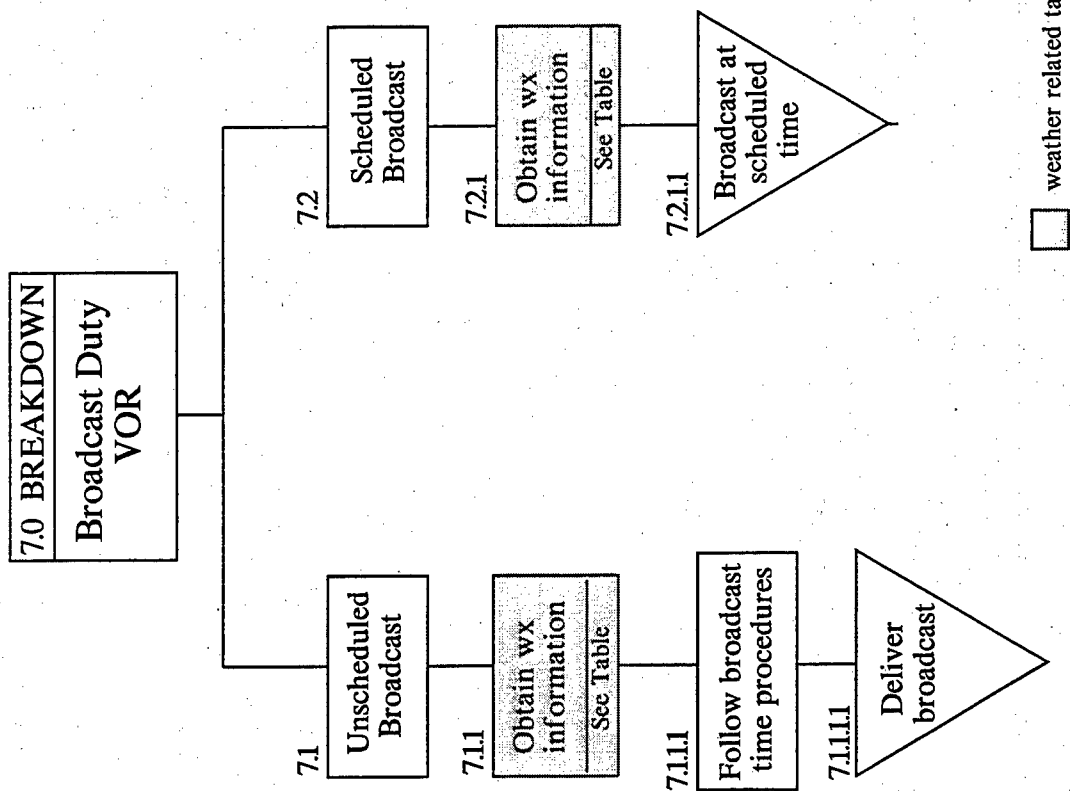 7.0 BREAKDOWN
Broadcast Duty
VOR
7.1
Unscheduled
Broadcast
7.1.1
Obtain wx
information
See Table
7.1.1.1
Follow broadcast
time procedures
7.1.1.1.1
Deliver
broadcast
7.2
Scheduled
Broadcast
7.2.1
Obtain wx
information
See Table
7.2.1.1
Broadcast at
scheduled
time
weather related